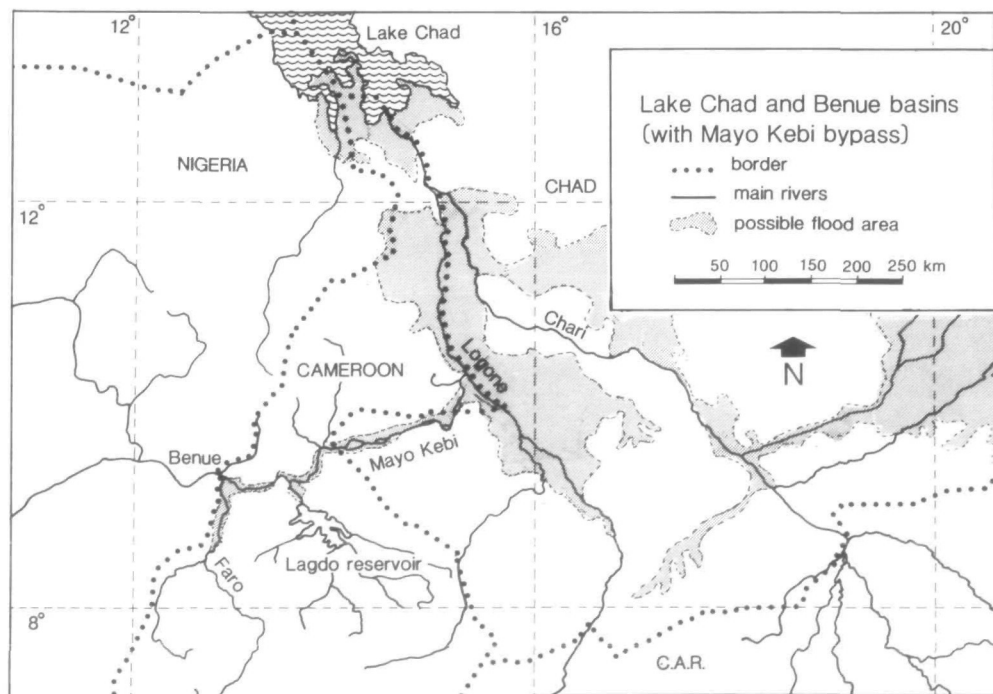 12°
16°
20°
Lake Chad
Lake Chad and Benue basins
(with Mayo Kebi bypass)
border
main rivers
possible flood area
50 100 150 200 250 km
NIGERIA
CHAD
12°
Chari
N
Logone
CAMEROON
Mayo Kebi
Benue
Lagdo reservoir
Faro
8°
C.A.R.